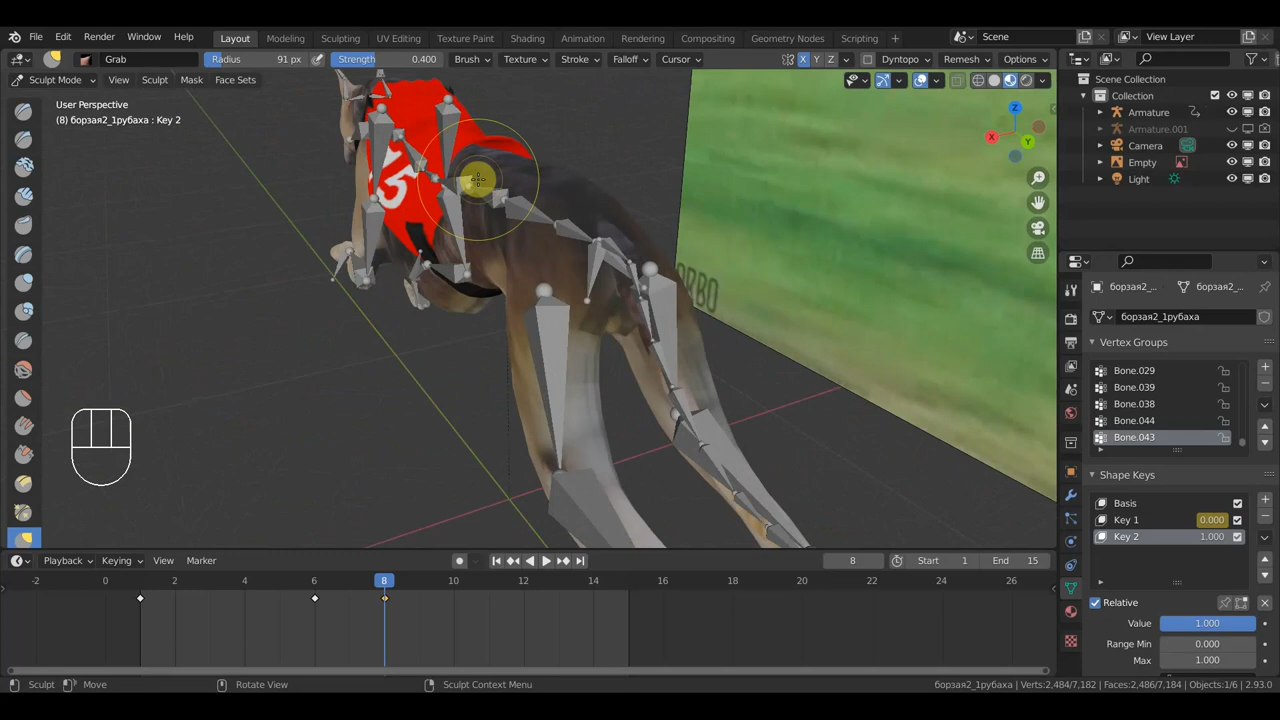 File Edit Render Window Help Layout Modeling Sculpting UV Editing Texture Paint Shading Animation Rendering Compositing Geometry Nodes Scripting + Scene View Layer
Grab Radius 91 px Strength 0.400 Brush Texture Stroke Falloff Cursor X Y Z Dyntopo Remesh Options
Sculpt Mode View Sculpt Mask Face Sets
Scene Collection
Collection
User Perspective
(8) борзая2_1рубаха : Key 2
Armature
Armature.001
Camera
Empty
Light
Z
X
Y
5
ORBO
борзая2_... борзая2_...
борзая2_1рубаха
Vertex Groups
Bone.029
Bone.039
Bone.038
Bone.044
Bone.043
Shape Keys
Basis
Key 1 0.000
Key 2 1.000
Relative
Value 1.000
Range Min 0.000
Max 1.000
Playback Keying View Marker 8 Start 1 End 15
-2 0 2 4 6 8 10 12 14 16 18 20 22 24 26
Sculpt Move Rotate View Sculpt Context Menu борзая2_1рубаха | Verts:2,484/7,182 | Faces:2,486/7,184 | Objects:1/6 | 2.93.0